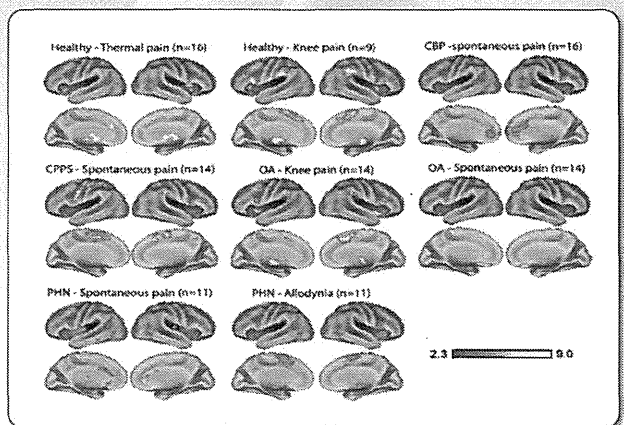 Healthy - Thermal pain (n=16)
Healthy - Knee pain (n=9)
CBP -spontaneous pain (n=16)
CPPS - Spontaneous pain (n=14)
OA - Knee pain (n=14)
OA - Spontaneous pain (n=14)
PHN - Spontaneous pain (n=11)
PHN - Allodynia (n=11)
2.3 9.0